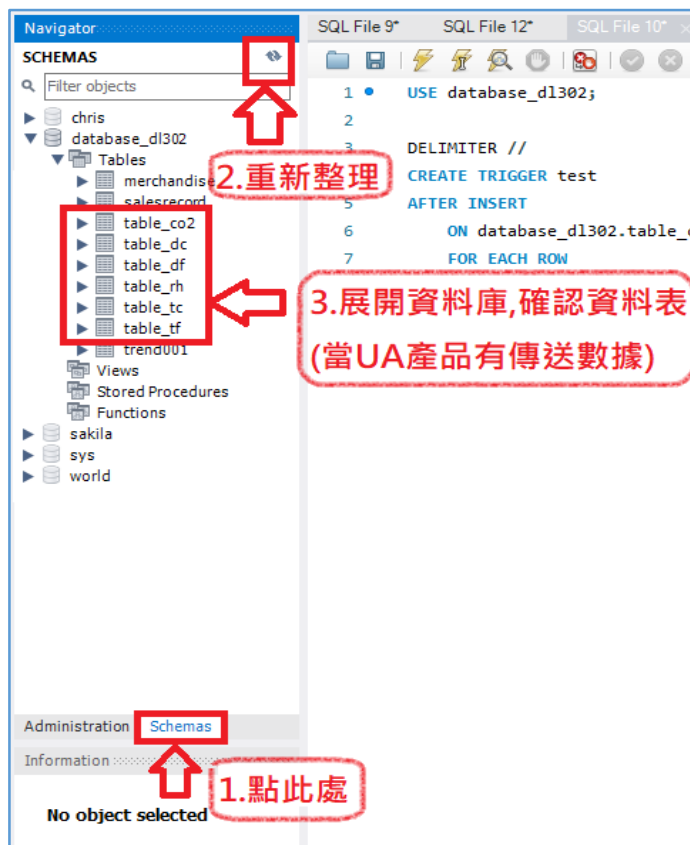 Navigator
SCHEMAS
Filter objects
chris
database_dl302
Tables
merchandise
salesrecord
table_co2
table_dc
table_df
table_rh
table_tc
table_tf
trend001
Views
Stored Procedures
Functions
sakila
sys
world
2.重新整理
Administration Schemas
Information
No object selected
1.點此處
SQL File 9* SQL File 12* SQL File 10*
1 USE database_dl302;
2
3 DELIMITER //
CREATE TRIGGER test
5 AFTER INSERT
6 ON database_dl302.table_
7 FOR EACH ROW
3.展開資料庫,確認資料表
(當UA產品有傳送數據)